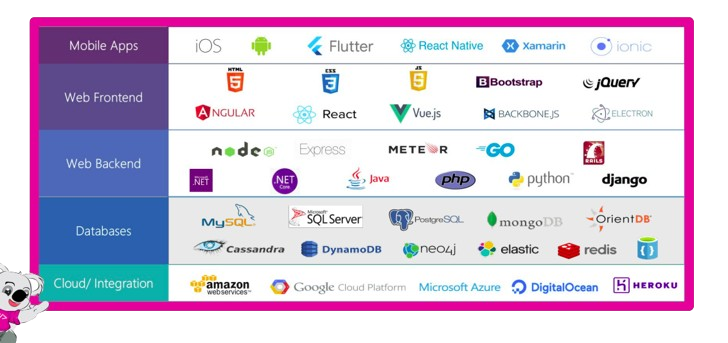 Mobile Apps
iOS Flutter React Native Xamarin ionic
Web Frontend
HTML 5 CSS 3 JS 5 B Bootstrap jQuery
ANGULAR React Vue.js BACKBONE.JS ELECTRON
Web Backend
node JS Express METEOR GO RAILS
.NET .NET Core Java php python django
Databases
MySQL Microsoft SQL Server PostgreSQL mongoDB OrientDB
Cassandra DynamoDB neo4j elastic redis
Cloud/ Integration
amazon web services Google Cloud Platform Microsoft Azure DigitalOcean H HEROKU